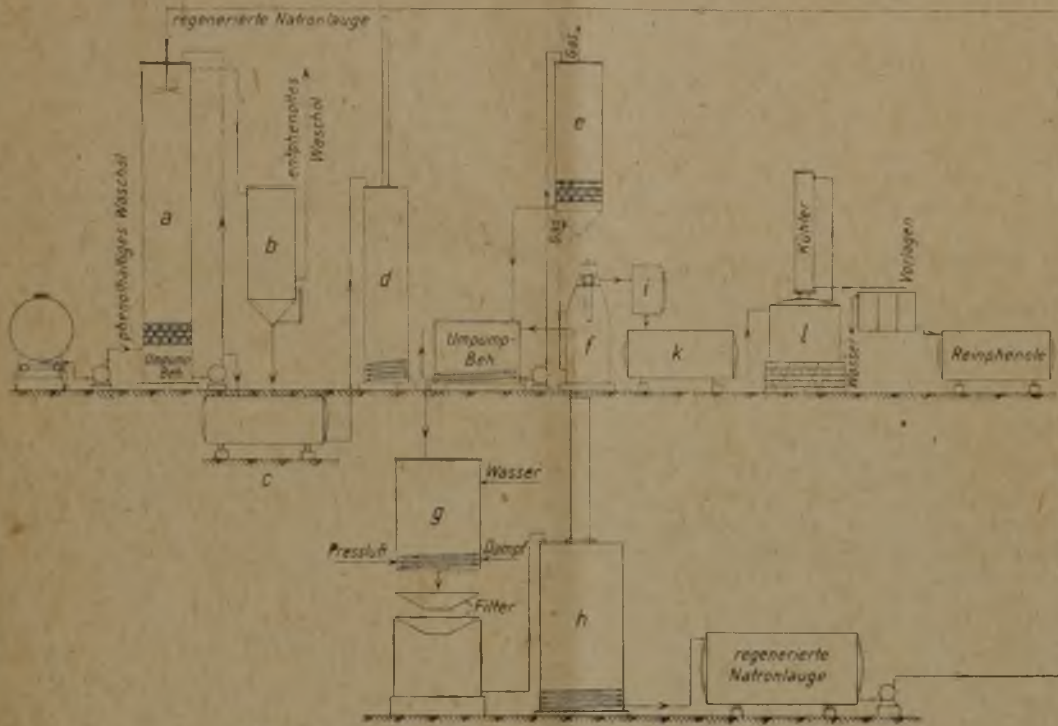 regenerierte Natronlauge
phenolhaltiges Waschöl
a
Umpump-
Beh.
b
entphenoltes
Waschöl
c
d
Gas
e
Gas
Umpump-
Beh.
f
i
k
Kühler
l
Wasser
Vorlagen
Reinphenole
g
Wasser
Pressluft
Dampf
Filter
h
regenerierte
Natronlauge